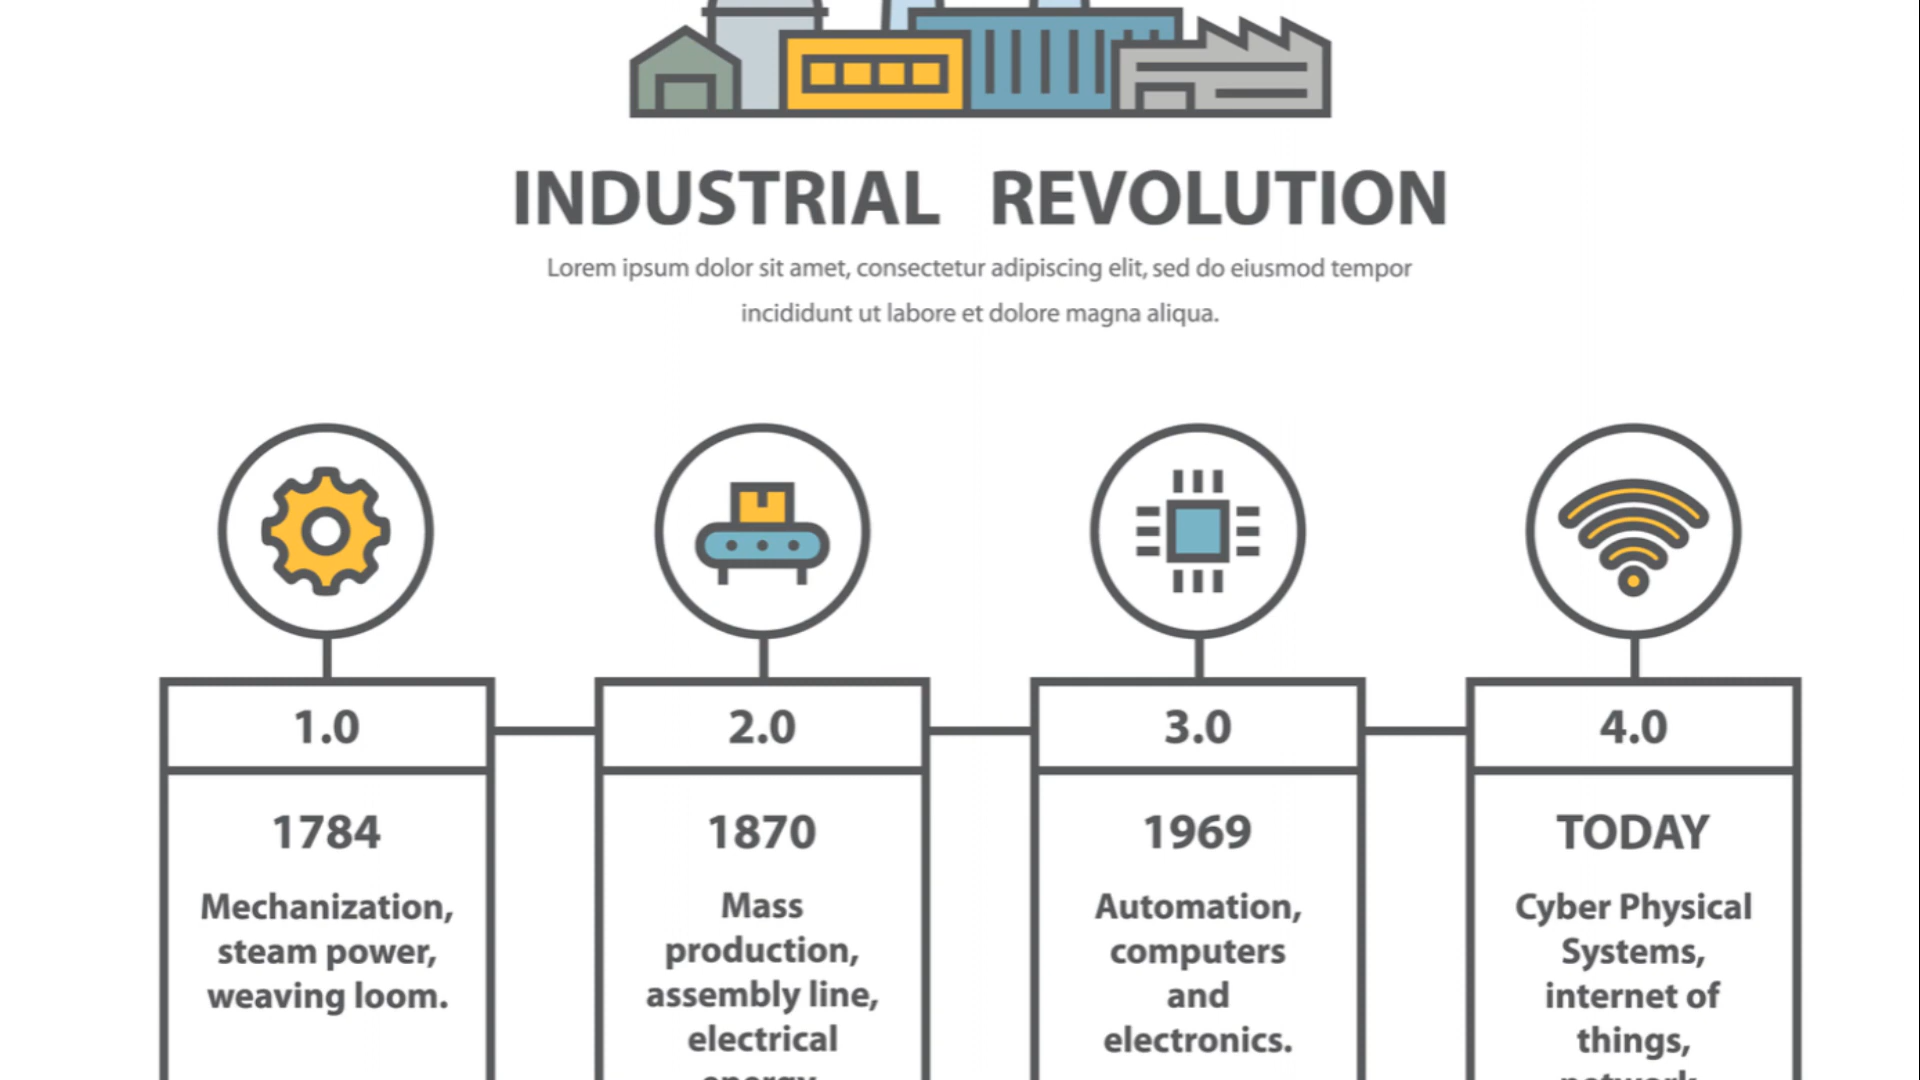 INDUSTRIAL REVOLUTION
Lorem ipsum dolor sit amet, consectetur adipiscing elit, sed do eiusmod tempor
incididunt ut labore et dolore magna aliqua.
1.0
1784
Mechanization,
steam power,
weaving loom.
2.0
1870
Mass
production,
assembly line,
electrical
3.0
1969
Automation,
computers
and
electronics.
4.0
TODAY
Cyber Physical
Systems,
internet of
things,